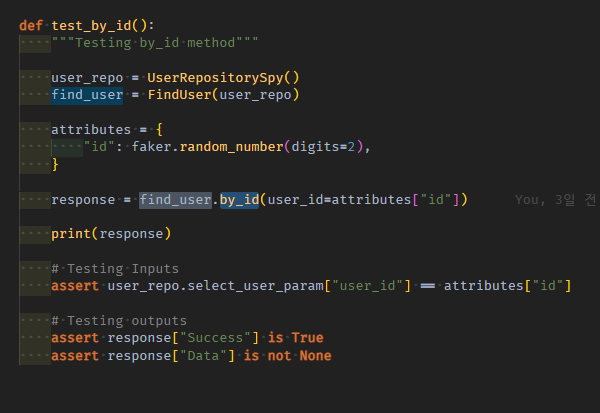 def test_by_id():
"""Testing by_id method"""
user_repo = UserRepositorySpy()
find_user = FindUser(user_repo)
attributes = {
"id": faker.random_number(digits=2),
}
response = find_user.by_id(user_id=attributes["id"]) You, 3일 전
print(response)
# Testing Inputs
assert user_repo.select_user_param["user_id"] == attributes["id"]
# Testing outputs
assert response["Success"] is True
assert response["Data"] is not None